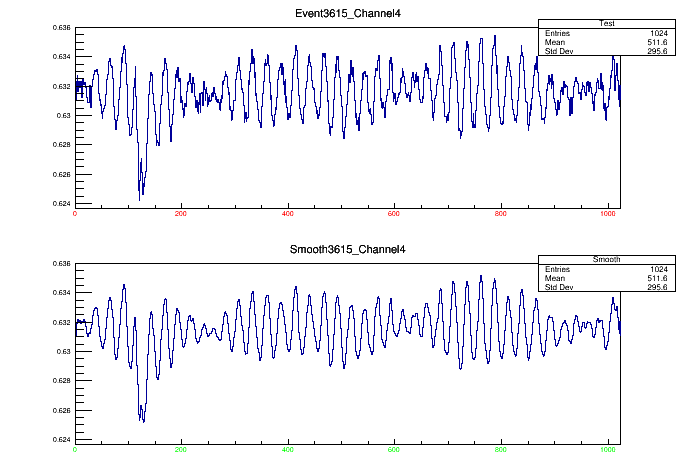 Event3615_Channel4
Test
Entries 1024
Mean 511.6
Std Dev 295.6
0.636
0.634
0.632
0.63
0.628
0.626
0.624
0 200 400 600 800 1000
Smooth3615_Channel4
Smooth
Entries 1024
Mean 511.6
Std Dev 295.6
0.636
0.634
0.632
0.63
0.628
0.626
0.624
0 200 400 600 800 1000